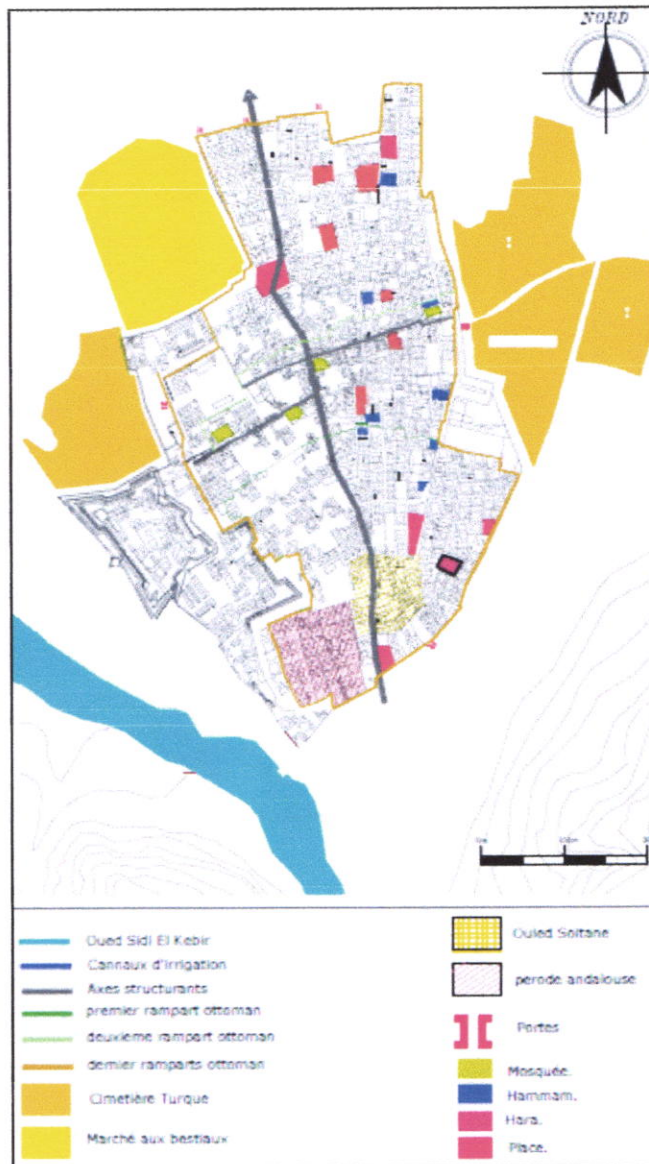 NORD
Oued Sidi El Kebir
Cannaux d'Irrigation
Axes structurants
premier rampart ottoman
deuxieme rampart ottoman
dernier ramparts ottoman
Cimetière Turque
Marché aux bestiaux
Ouled Soltane
perode andalouse
Portes
Mosquée.
Hammam.
Hara.
Place.